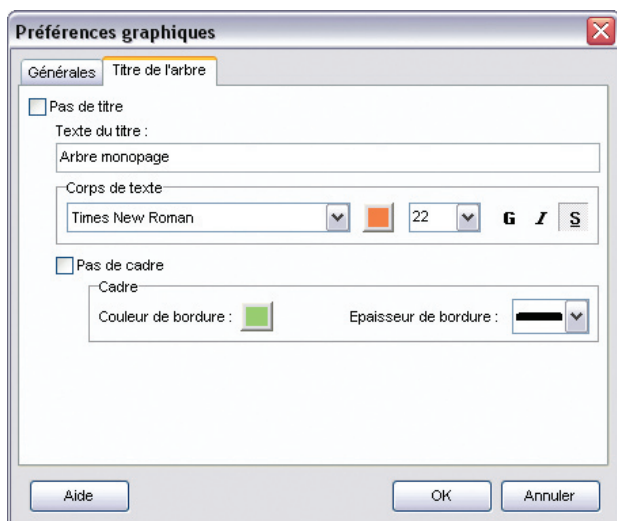 Préférences graphiques
Générales
Titre de l'arbre
Pas de titre
Texte du titre :
Arbre monopage
Corps de texte
Times New Roman 22 G I S
Pas de cadre
Cadre
Couleur de bordure : Epaisseur de bordure :
Aide OK Annuler